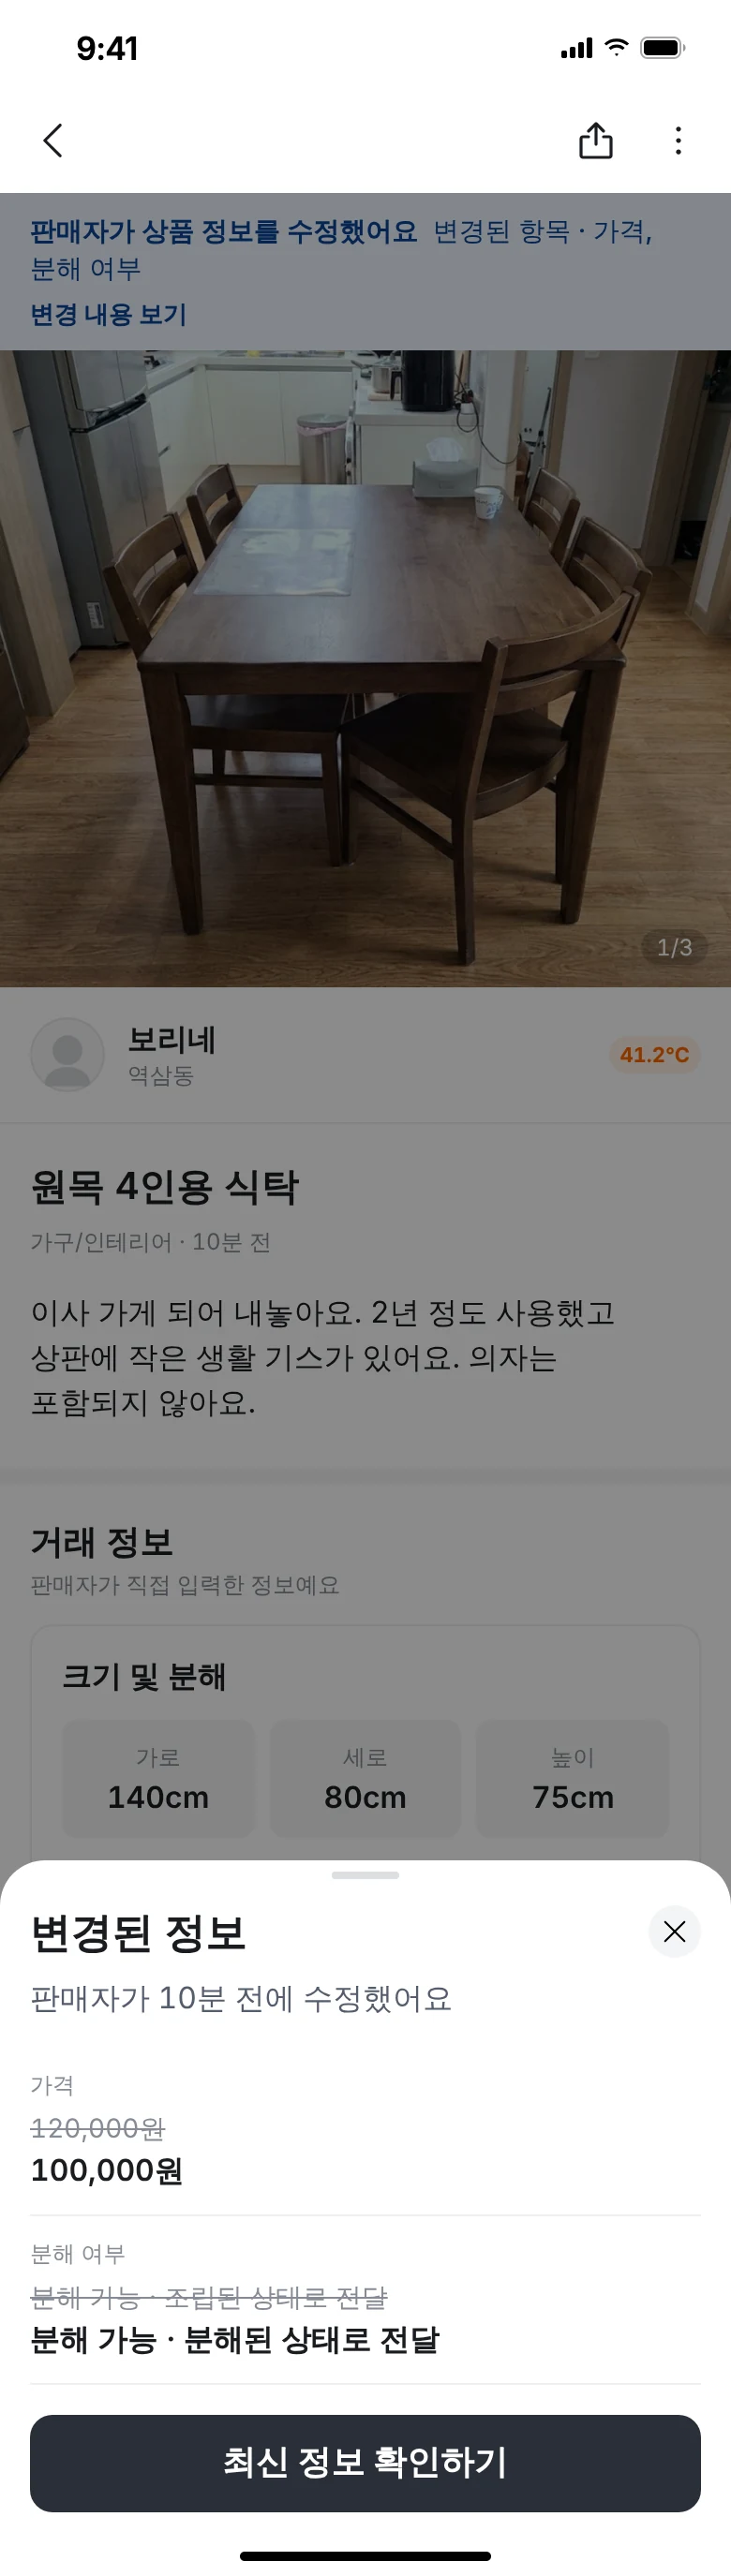 9:41
판매자가 상품 정보를 수정했어요 변경된 항목 · 가격,
분해 여부
변경 내용 보기
1/3
보리네
역삼동
41.2°C
원목 4인용 식탁
가구/인테리어 · 10분 전
이사 가게 되어 내놓아요. 2년 정도 사용했고
상판에 작은 생활 기스가 있어요. 의자는
포함되지 않아요.
거래 정보
판매자가 직접 입력한 정보예요
크기 및 분해
가로 세로 높이
140cm 80cm 75cm
변경된 정보
판매자가 10분 전에 수정했어요
가격
120,000원
100,000원
분해 여부
분해 가능 · 조립된 상태로 전달
분해 가능 · 분해된 상태로 전달
최신 정보 확인하기